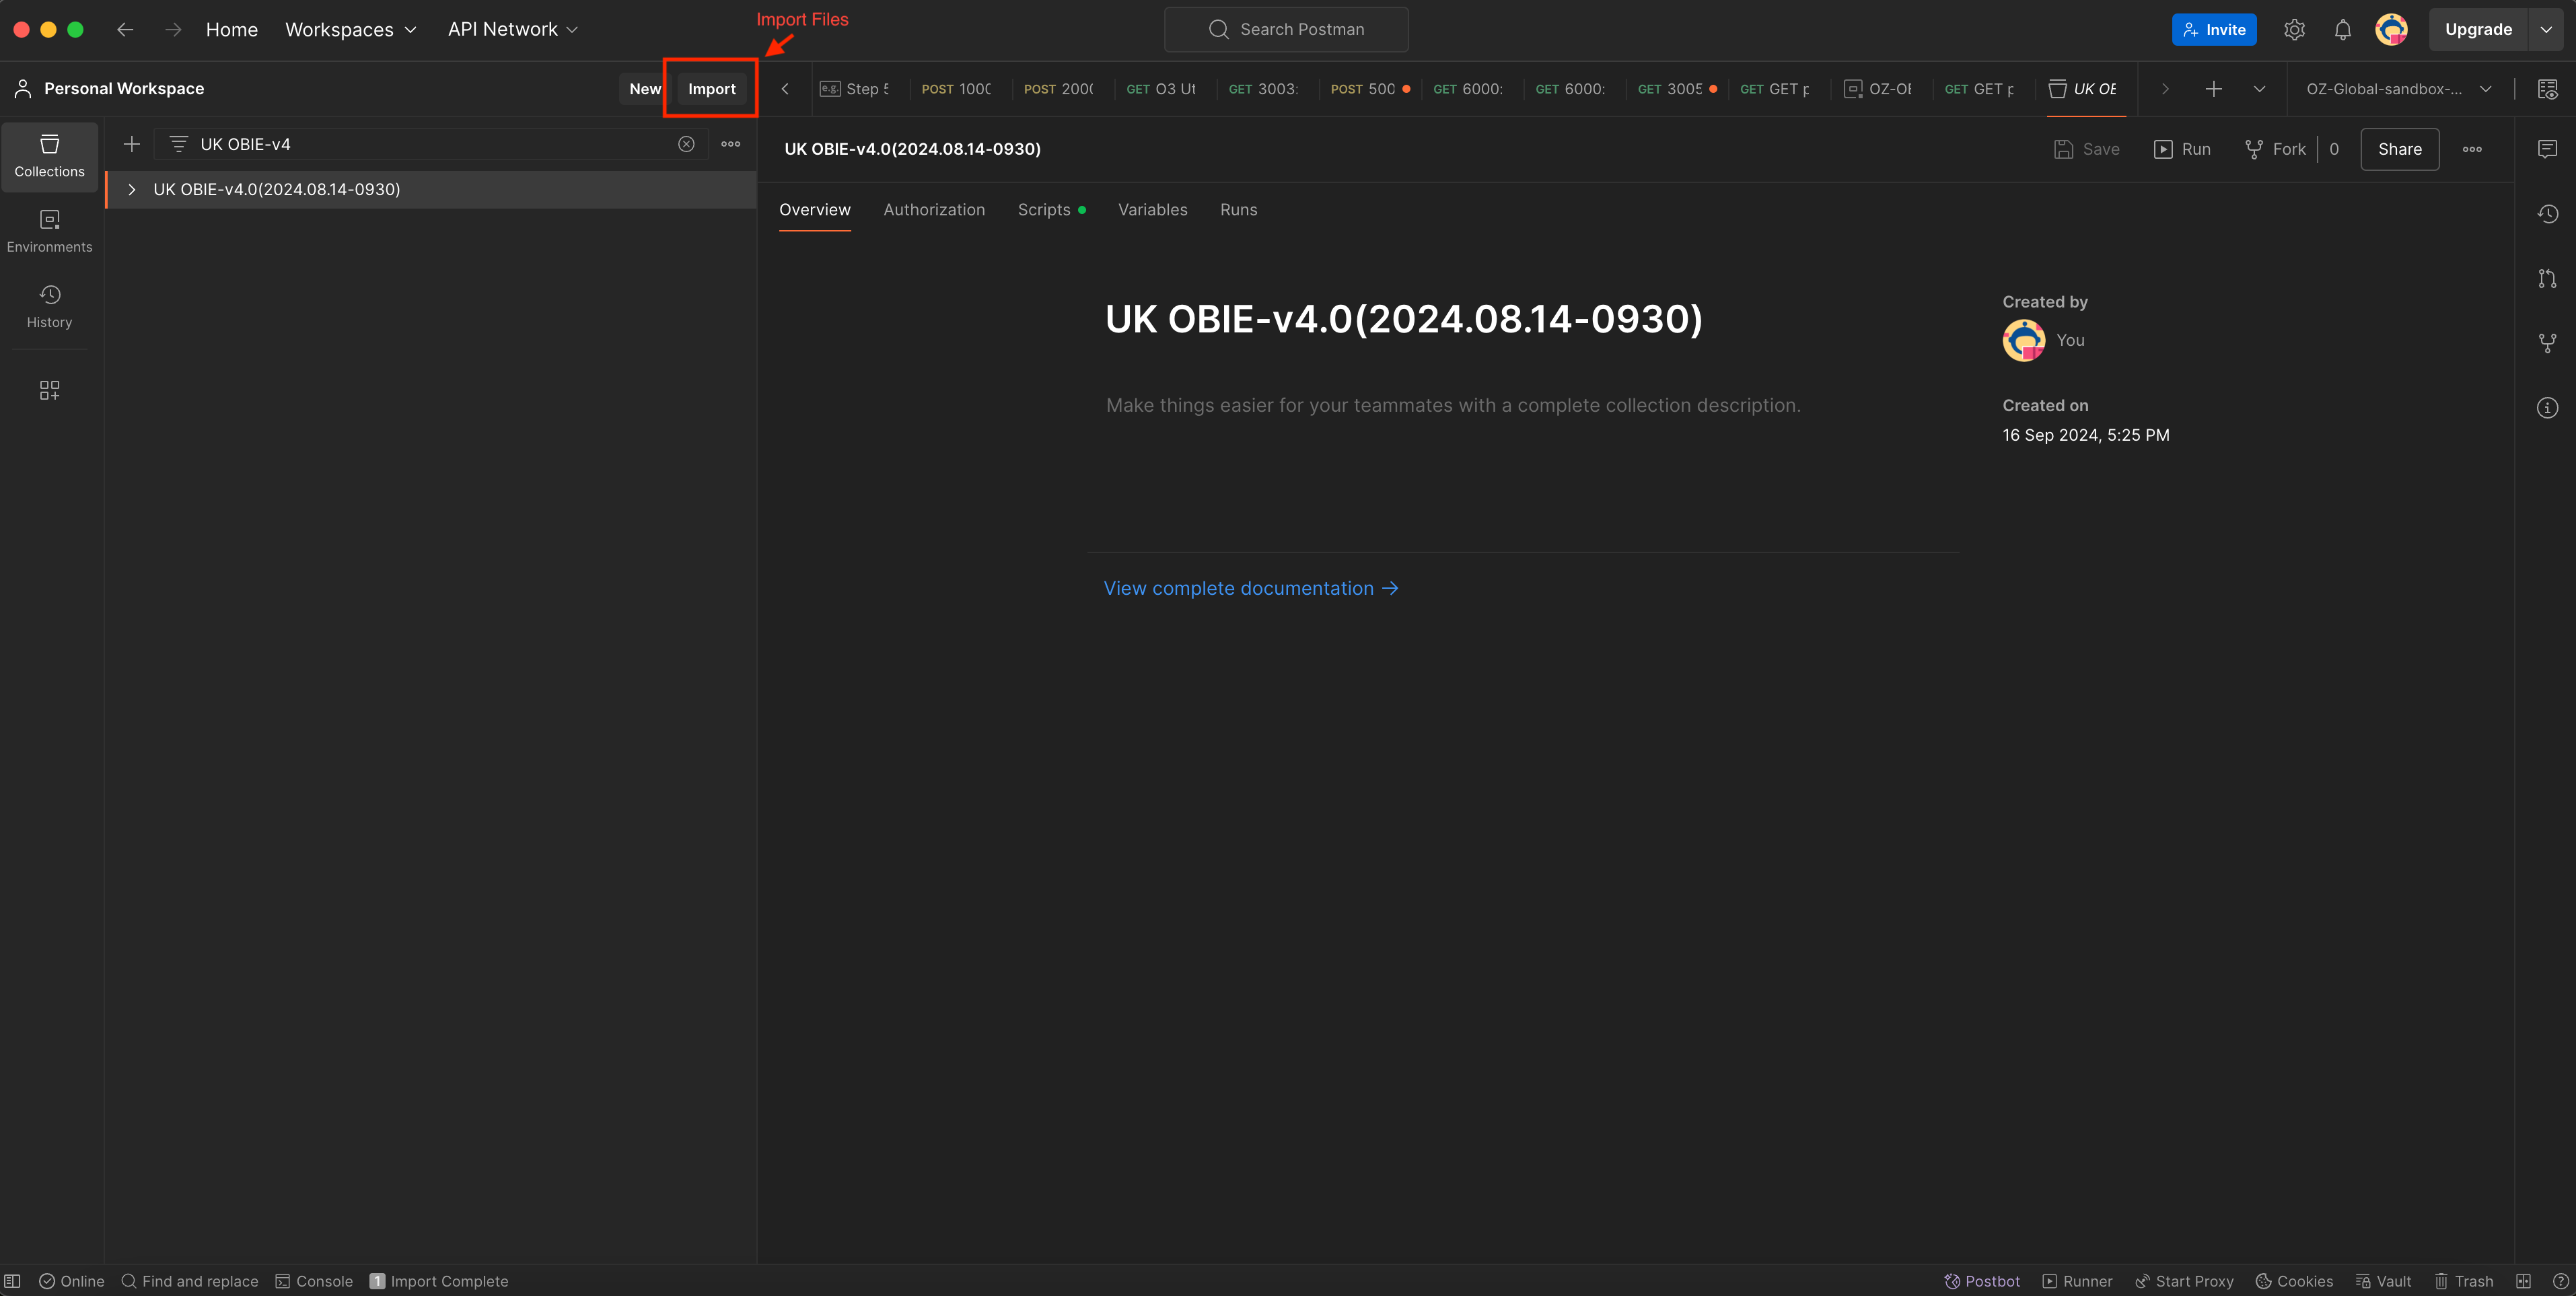 Import Files
Home Workspaces API Network Search Postman Invite Upgrade
Personal Workspace New Import e.g. Step 5 POST 1000 POST 2000 GET O3 Ut GET 3003: POST 500 GET 6000: GET 6000: GET 3005 GET GET p OZ-OE GET GET p UK OE OZ-Global-sandbox-...
Collections
Environments
History
UK OBIE-v4
UK OBIE-v4.0(2024.08.14-0930)
UK OBIE-v4.0(2024.08.14-0930) Save Run Fork 0 Share
Overview Authorization Scripts Variables Runs
UK OBIE-v4.0(2024.08.14-0930)
Make things easier for your teammates with a complete collection description.
View complete documentation →
Created by
You
Created on
16 Sep 2024, 5:25 PM
Online Find and replace Console 1 Import Complete Postbot Runner Start Proxy Cookies Vault Trash